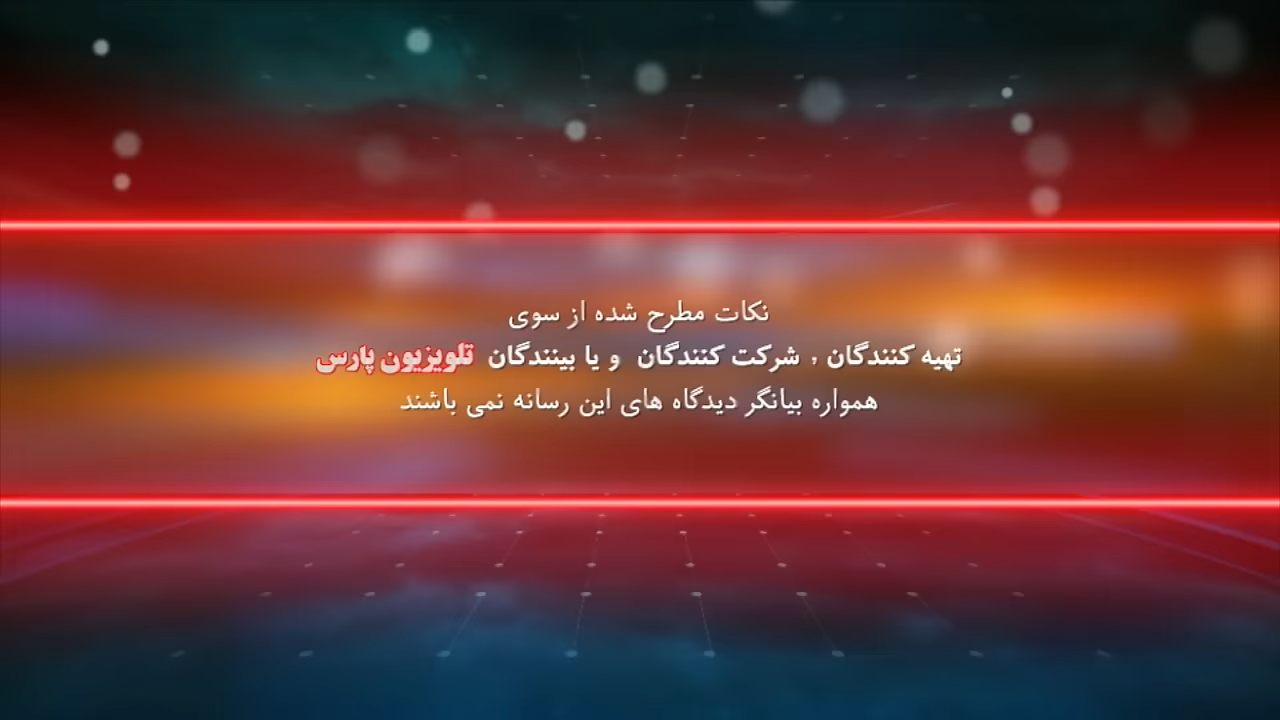 نکات مطرح شده از سوی
تهیه کنندگان ، شرکت کنندگان و یا بینندگان تلویزیون پارس
همواره بیانگر دیدگاه های این رسانه نمی باشند